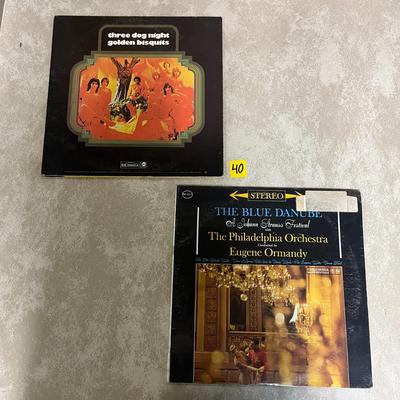 three dog night
golden bisquits
40
STEREO
THE BLUE DANUBE
A Johann Strauss Festival
with
The Philadelphia Orchestra
Conducted by
Eugene Ormandy